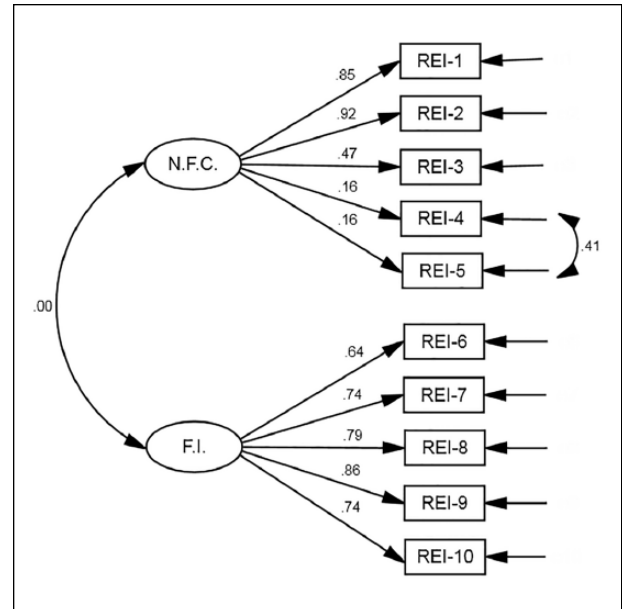 .85
REI-1
.92
REI-2
N.F.C.
.47
REI-3
.16
REI-4
.16
REI-5
.41
.00
.64
REI-6
.74
REI-7
F.I.
.79
REI-8
.86
REI-9
.74
REI-10